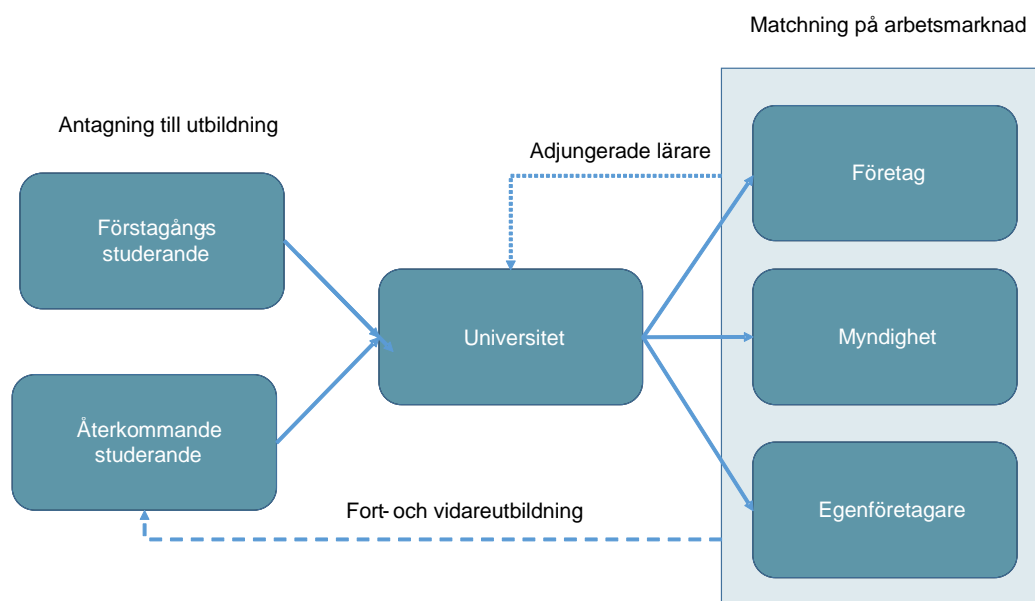 Matchning på arbetsmarknad
Antagning till utbildning
Adjungerade lärare
Företag
Förstagångs
studerande
Universitet
Myndighet
Återkommande
studerande
Fort- och vidareutbildning
Egenföretagare